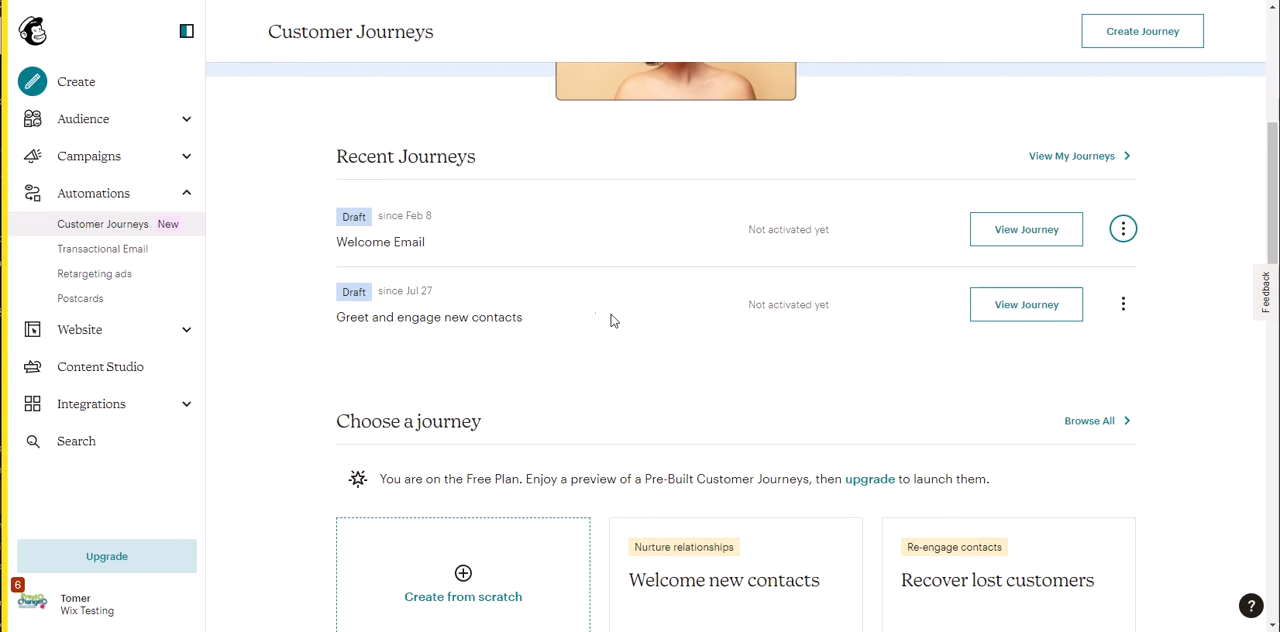 Customer Journeys
Create Journey
Create
Audience
Campaigns
Automations
Customer Journeys New
Transactional Email
Retargeting ads
Postcards
Website
Content Studio
Integrations
Search
Upgrade
6
Tomer
Wix Testing
Recent Journeys
View My Journeys
Draft since Feb 8
Welcome Email
Not activated yet
View Journey
Draft since Jul 27
Greet and engage new contacts
Not activated yet
View Journey
Choose a journey
Browse All
You are on the Free Plan. Enjoy a preview of a Pre-Built Customer Journeys, then upgrade to launch them.
Create from scratch
Nurture relationships
Welcome new contacts
Re-engage contacts
Recover lost customers
Feedback
?